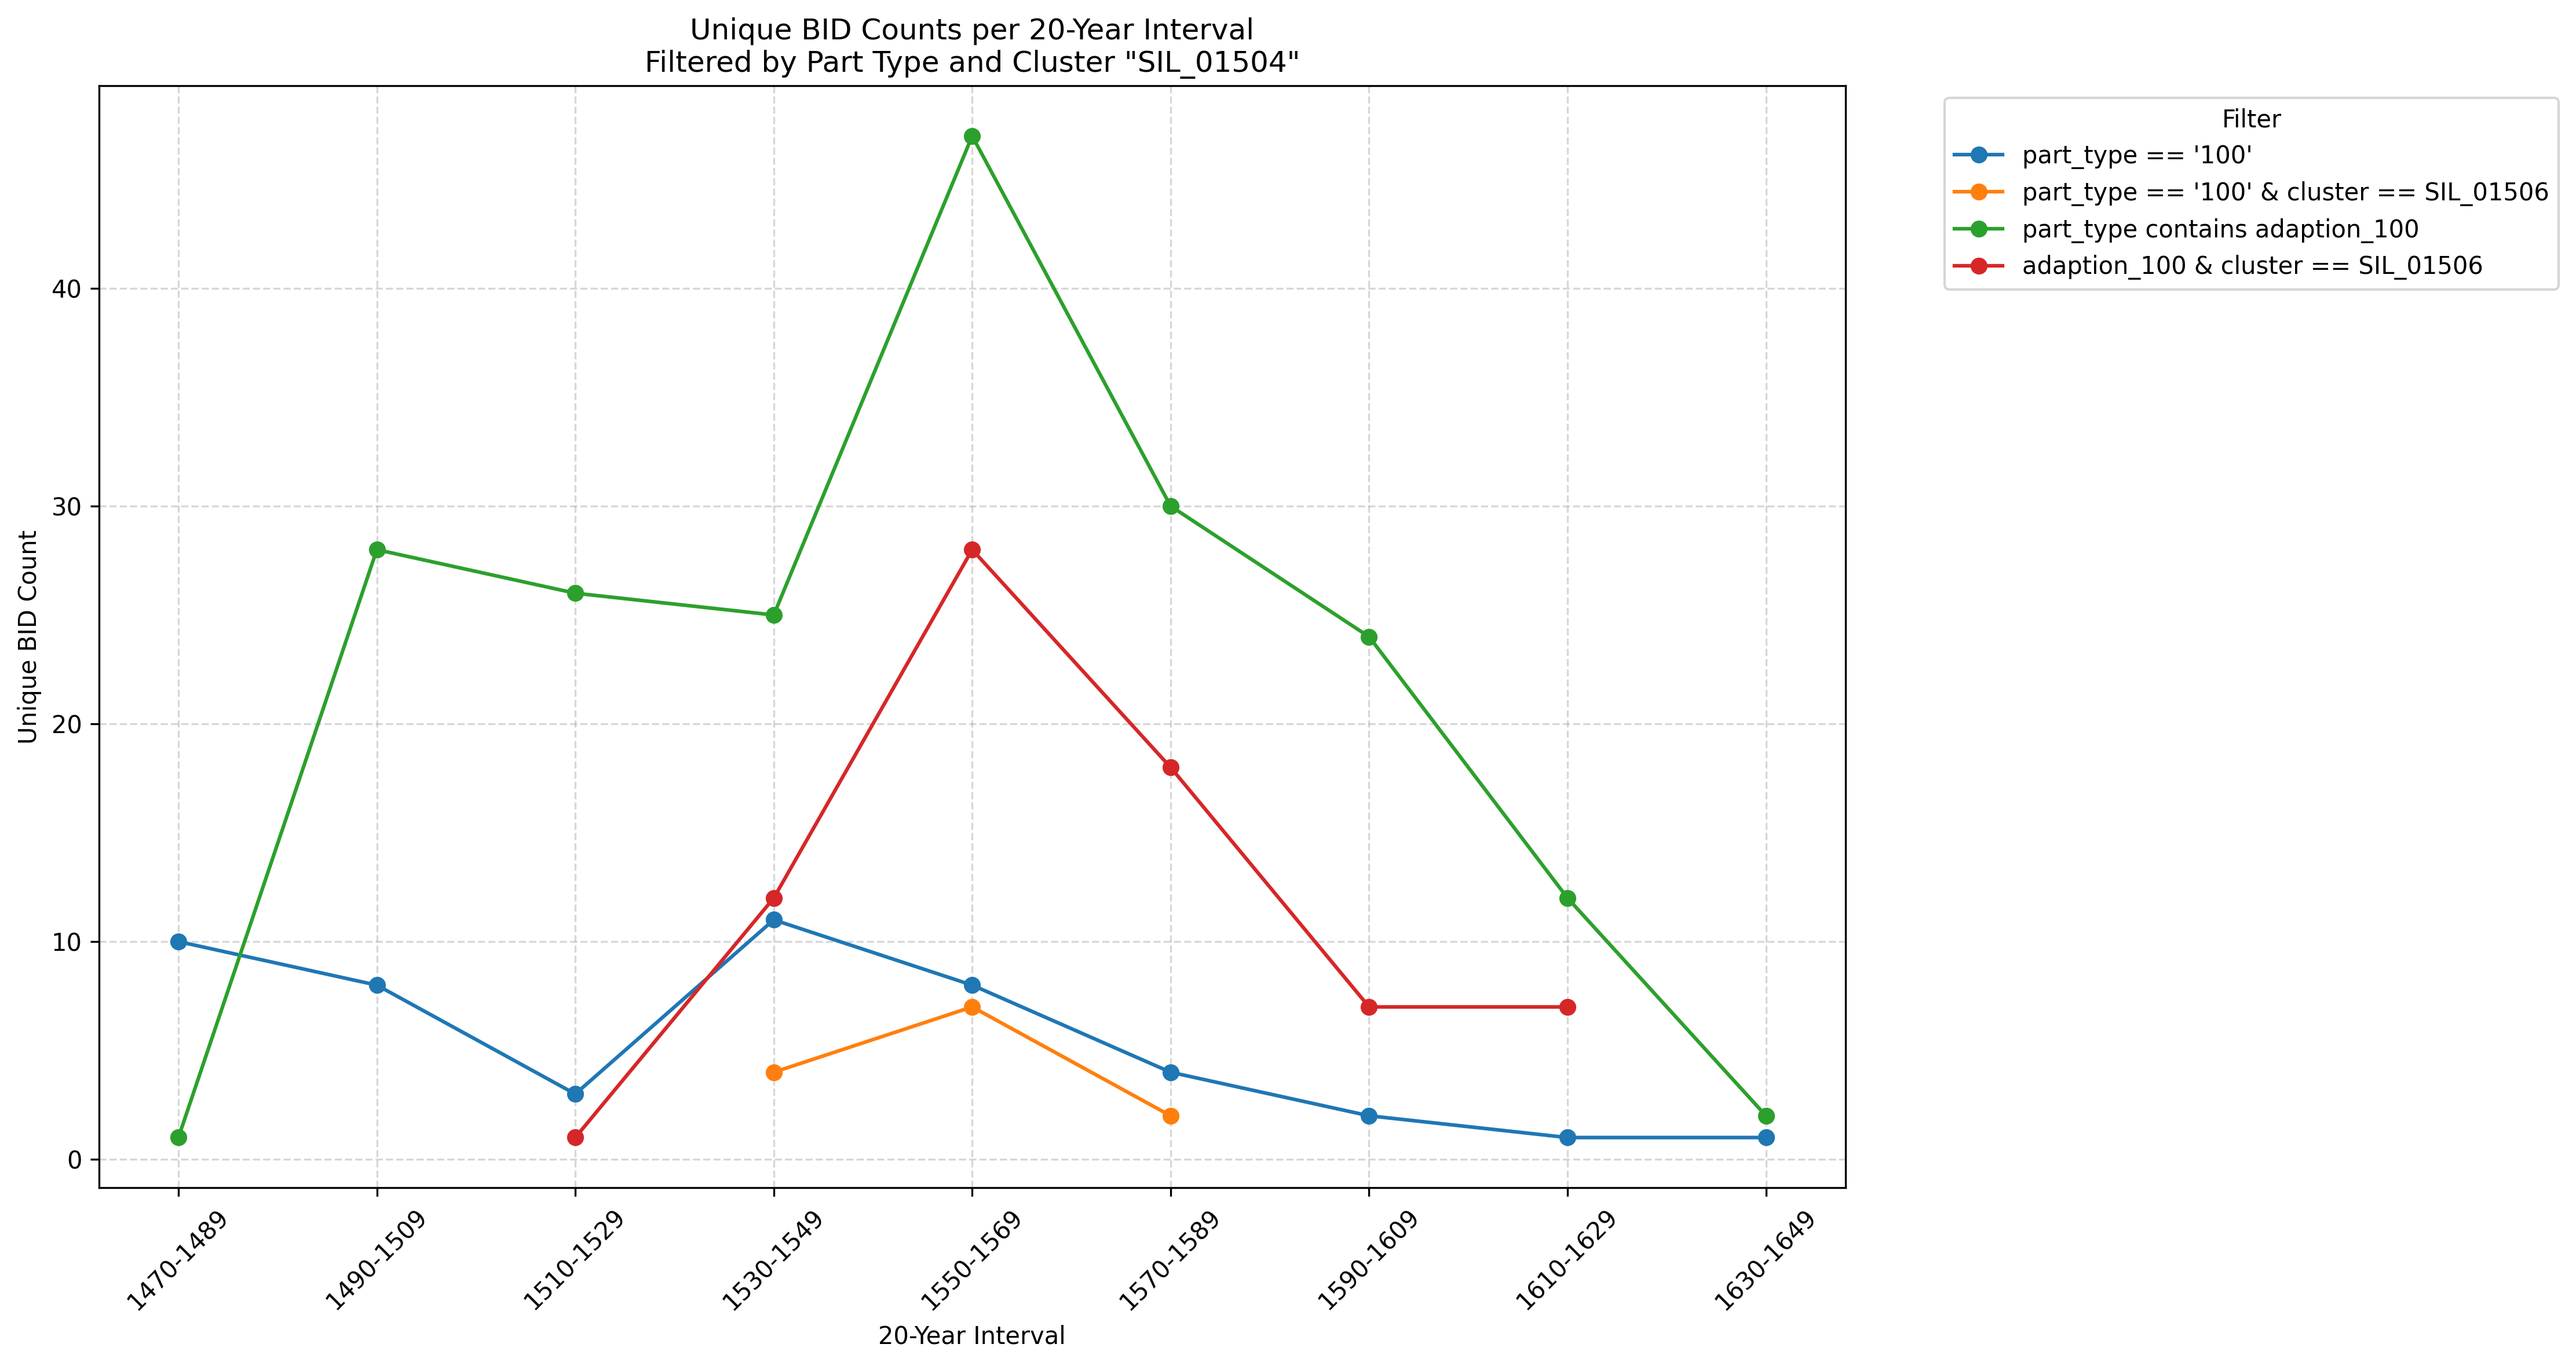 Unique BID Counts per 20-Year Interval
Filtered by Part Type and Cluster "SIL_01504"
Filter
part_type == '100'
part_type == '100' & cluster == SIL_01506
part_type contains adaption_100
adaption_100 & cluster == SIL_01506
Unique BID Count
40
30
20
10
0
1470-1489
1490-1509
1510-1529
1530-1549
1550-1569
1570-1589
1590-1609
1610-1629
1630-1649
20-Year Interval